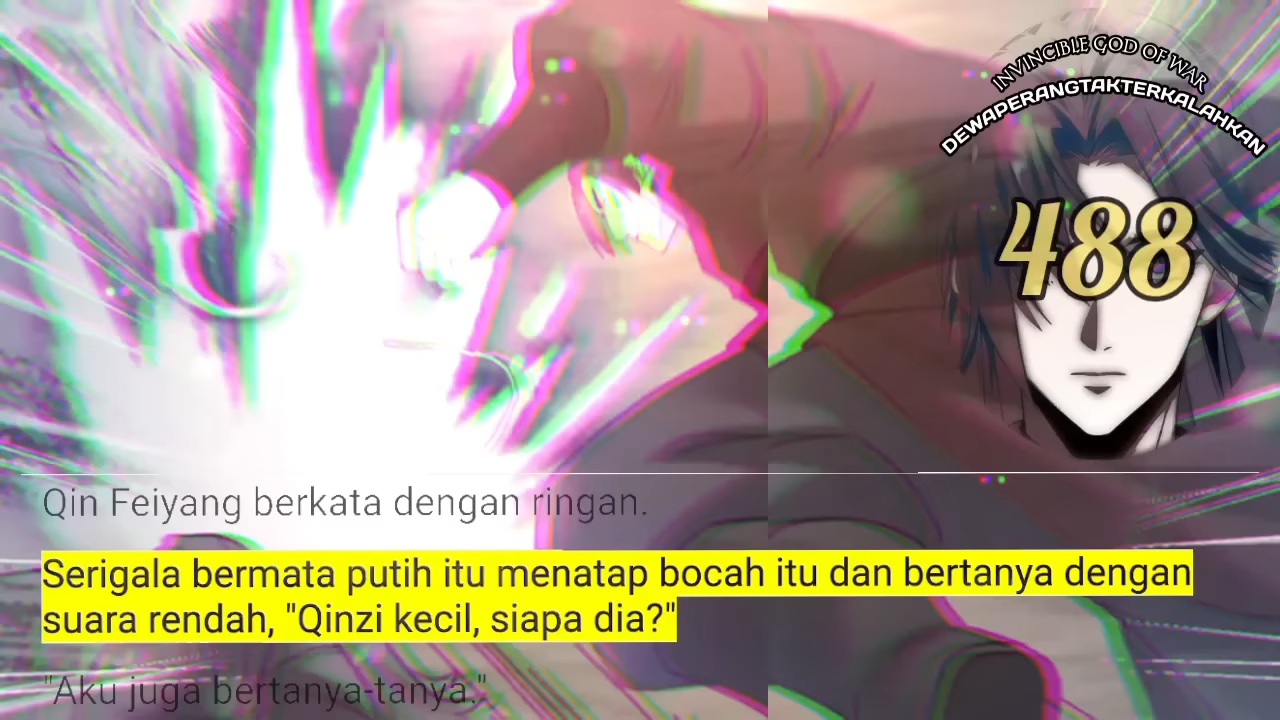 INVINCIBLE GOD OF WAR
DEWAPERANGTAKTERKALAHKAN
488
Qin Feiyang berkata dengan ringan.
Serigala bermata putih itu menatap bocah itu dan bertanya dengan
suara rendah, "Qinzi kecil, siapa dia?"
"Aku juga bertanya-tanya."